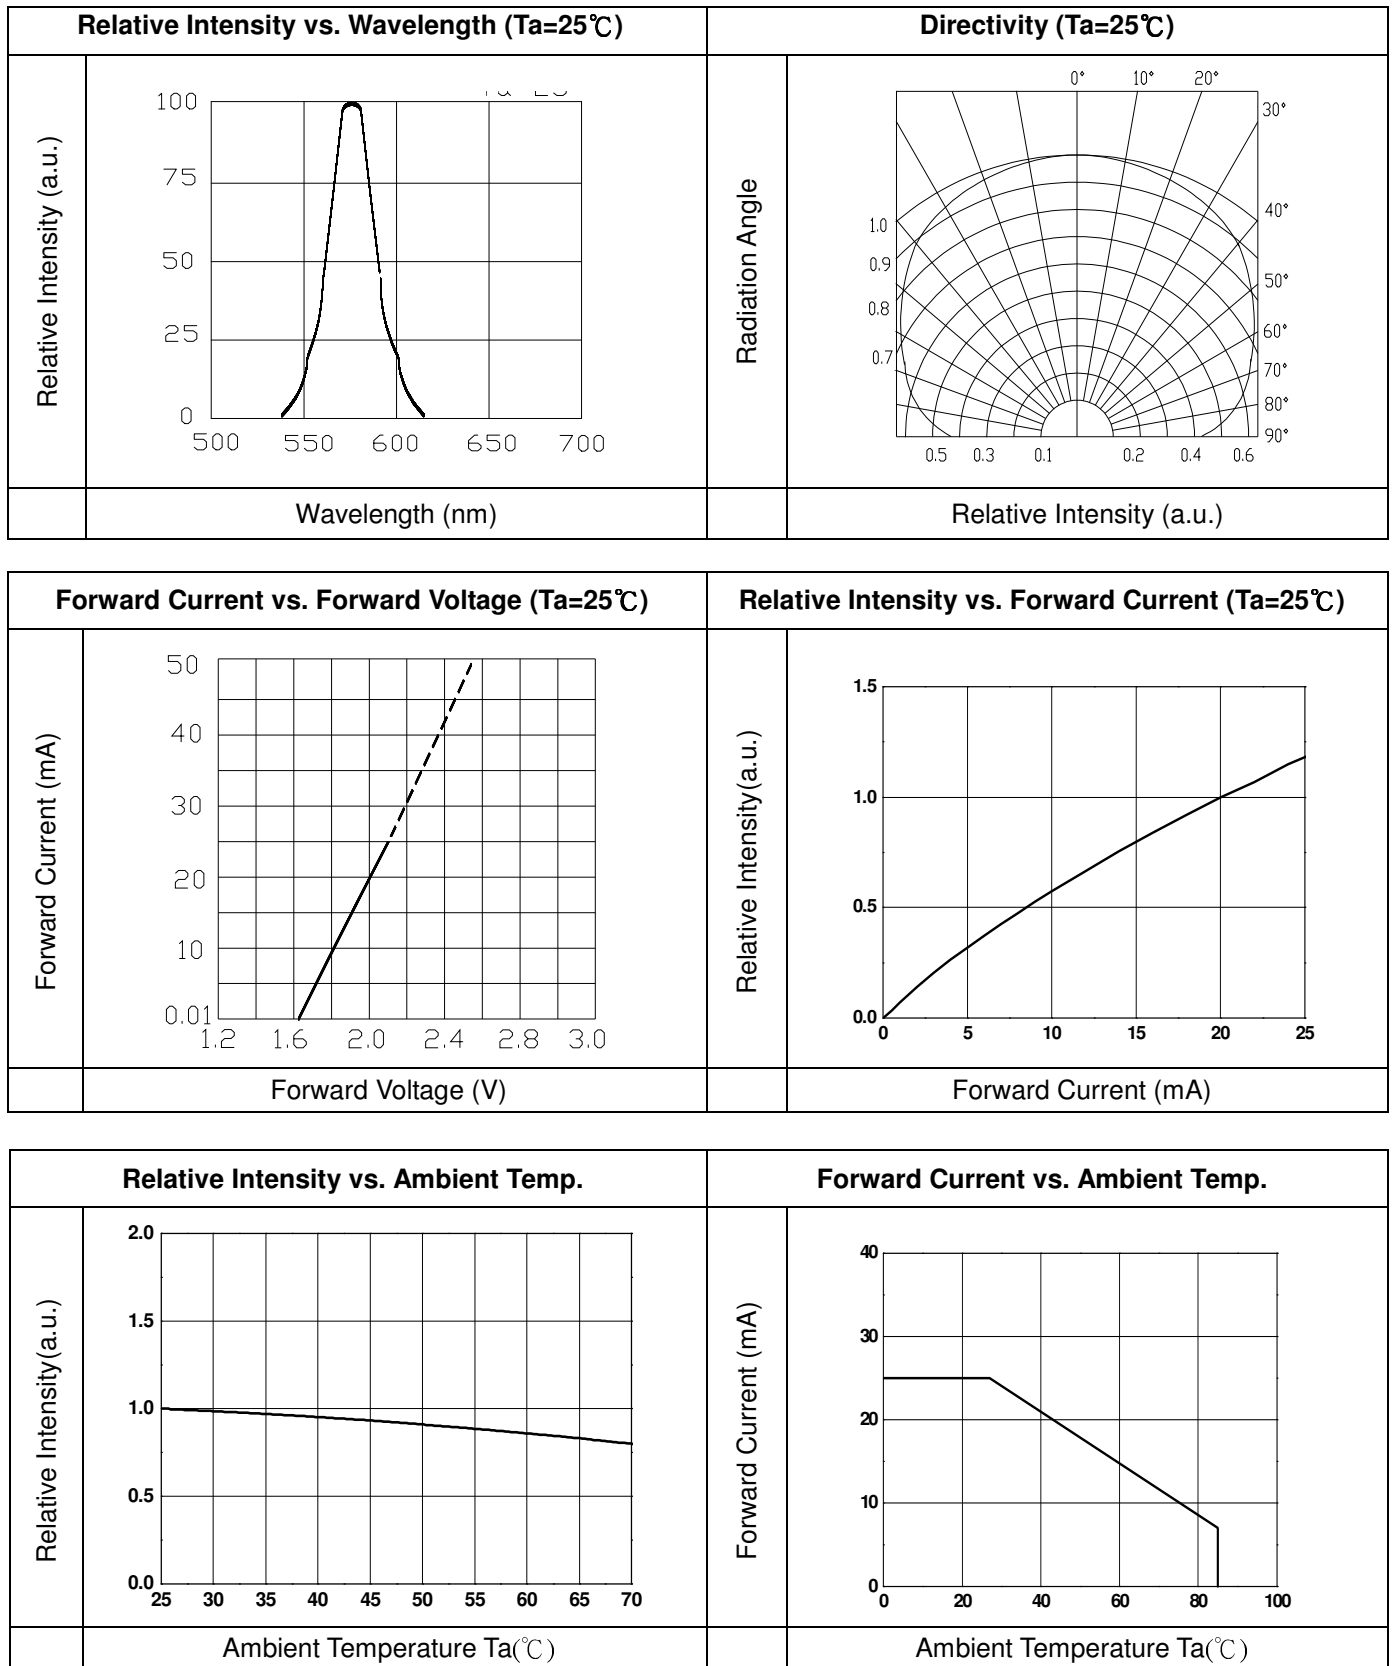 Relative Intensity vs. Wavelength (Ta=25℃)
Directivity (Ta=25℃)
Relative Intensity (a.u.)
100
75
50
25
0
500 550 600 650 700
Wavelength (nm)
Radiation Angle
0° 10° 20°
30°
40°
50°
60°
70°
80°
90°
1.0
0.9
0.8
0.7
0.5 0.3 0.1 0.2 0.4 0.6
Relative Intensity (a.u.)
Forward Current vs. Forward Voltage (Ta=25℃)
Relative Intensity vs. Forward Current (Ta=25℃)
Forward Current (mA)
50
40
30
20
10
0.01
1.2 1.6 2.0 2.4 2.8 3.0
Forward Voltage (V)
Relative Intensity(a.u.)
1.5
1.0
0.5
0.0
0 5 10 15 20 25
Forward Current (mA)
Relative Intensity vs. Ambient Temp.
Forward Current vs. Ambient Temp.
Relative Intensity(a.u.)
2.0
1.5
1.0
0.5
0.0
25 30 35 40 45 50 55 60 65 70
Ambient Temperature Ta(℃)
Forward Current (mA)
40
30
20
10
0
0 20 40 60 80 100
Ambient Temperature Ta(℃)